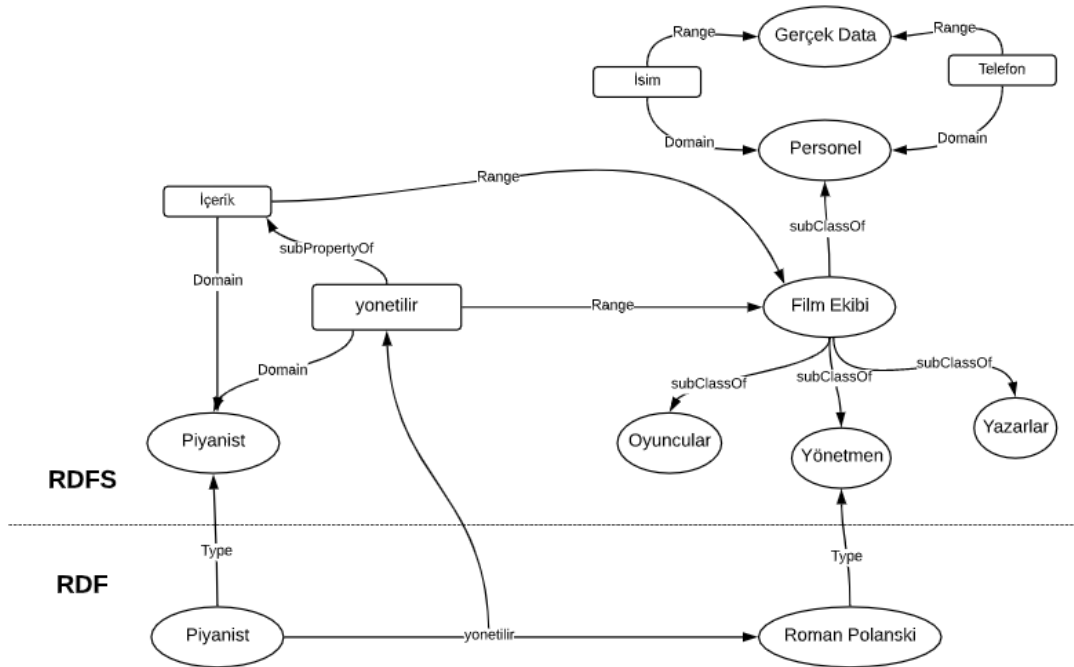 Range
Gerçek Data
Range
İsim
Telefon
Domain
Personel
Domain
İçerik
Range
subClassOf
subPropertyOf
Domain
yonetilir
Range
Film Ekibi
Domain
subClassOf
subClassOf
subClassOf
Piyanist
Oyuncular
Yönetmen
Yazarlar
RDFS
Type
Type
RDF
Piyanist
yonetilir
Roman Polanski